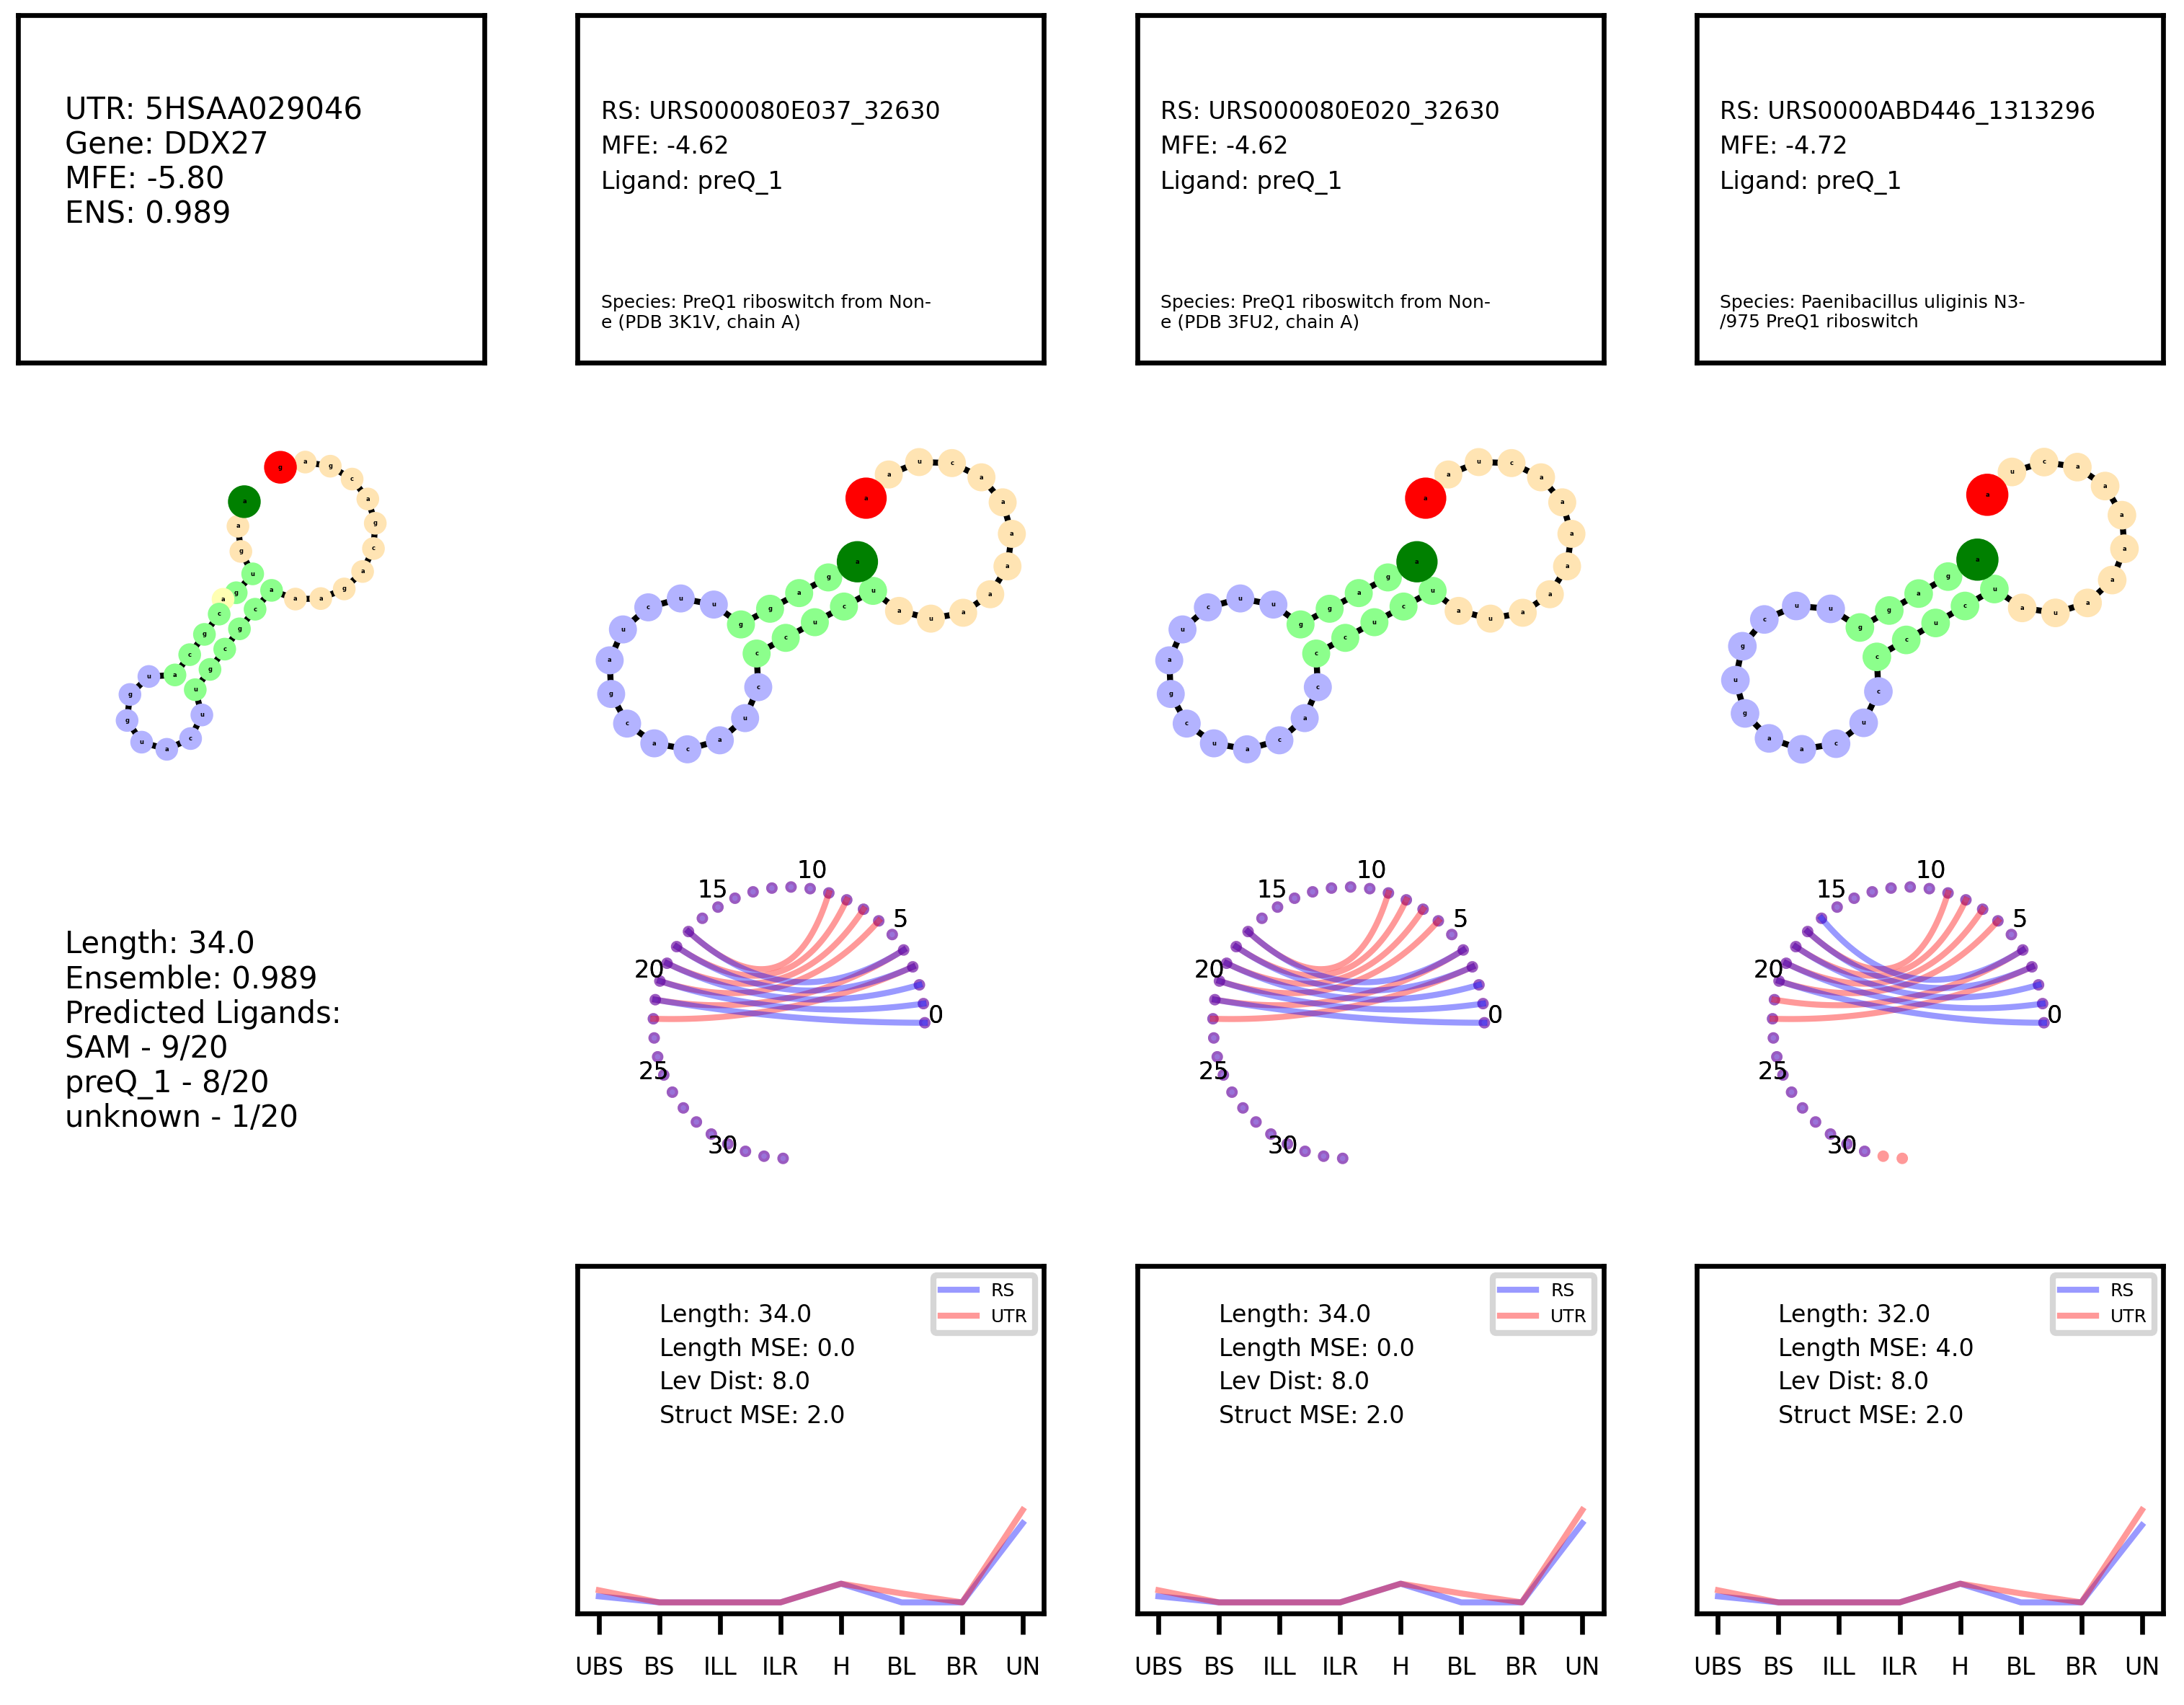 UTR: 5HSAA029046
Gene: DDX27
MFE: -5.80
ENS: 0.989
RS: URS000080E037_32630
MFE: -4.62
Ligand: preQ_1
Species: PreQ1 riboswitch from Non-
e (PDB 3K1V, chain A)
RS: URS000080E020_32630
MFE: -4.62
Ligand: preQ_1
Species: PreQ1 riboswitch from Non-
e (PDB 3FU2, chain A)
RS: URS0000ABD446_1313296
MFE: -4.72
Ligand: preQ_1
Species: Paenibacillus uliginis N3-
/975 PreQ1 riboswitch
Length: 34.0
Ensemble: 0.989
Predicted Ligands:
SAM - 9/20
preQ_1 - 8/20
unknown - 1/20
0
5
10
15
20
25
30
0
5
10
15
20
25
30
0
5
10
15
20
25
30
RS
UTR
Length: 34.0
Length MSE: 0.0
Lev Dist: 8.0
Struct MSE: 2.0
UBS BS ILL ILR H BL BR UN
RS
UTR
Length: 34.0
Length MSE: 0.0
Lev Dist: 8.0
Struct MSE: 2.0
UBS BS ILL ILR H BL BR UN
RS
UTR
Length: 32.0
Length MSE: 4.0
Lev Dist: 8.0
Struct MSE: 2.0
UBS BS ILL ILR H BL BR UN